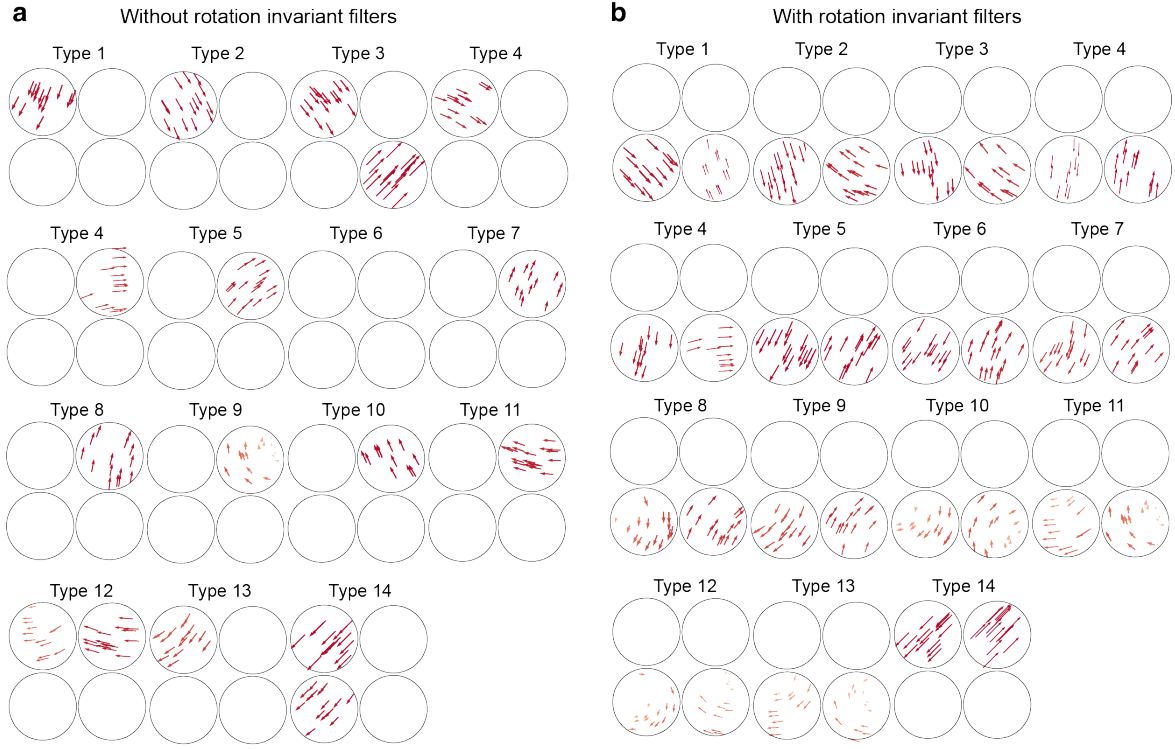 a
Without rotation invariant filters
Type 1
Type 2
Type 3
Type 4
Type 4
Type 5
Type 6
Type 7
Type 8
Type 9
Type 10
Type 11
Type 12
Type 13
Type 14
b
With rotation invariant filters
Type 1
Type 2
Type 3
Type 4
Type 4
Type 5
Type 6
Type 7
Type 8
Type 9
Type 10
Type 11
Type 12
Type 13
Type 14